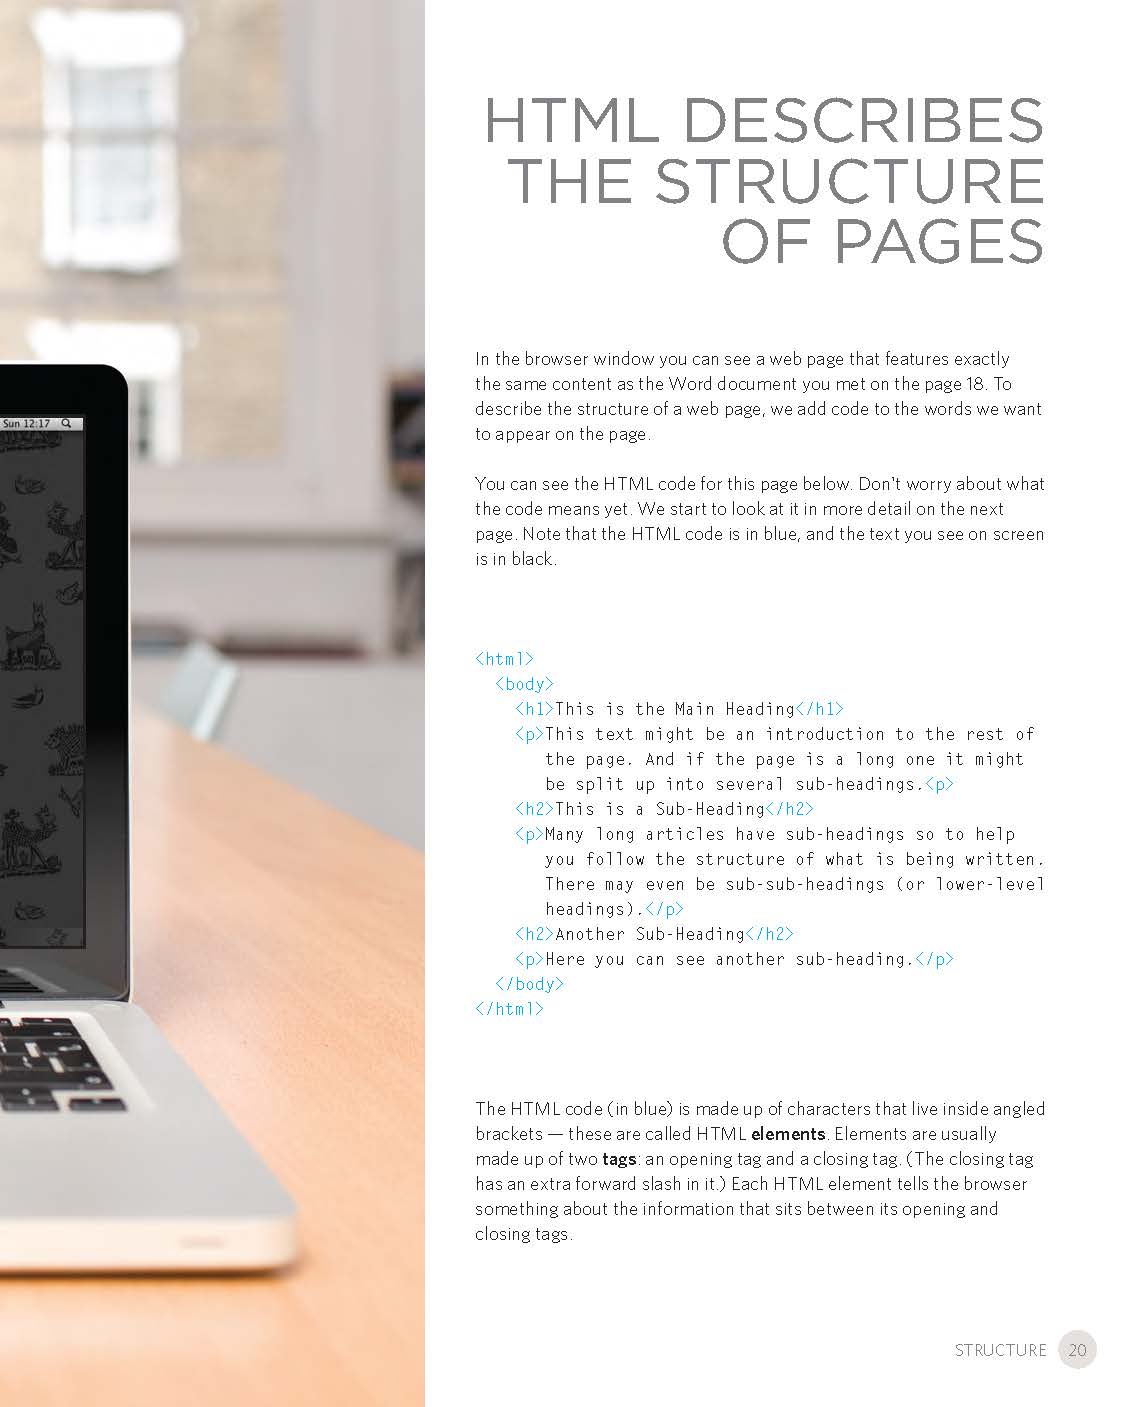 HTML DESCRIBES
THE STRUCTURE
OF PAGES
In the browser window you can see a web page that features exactly
the same content as the Word document you met on the page 18. To
describe the structure of a web page, we add code to the words we want
to appear on the page.
You can see the HTML code for this page below. Don't worry about what
the code means yet. We start to look at it in more detail on the next
page. Note that the HTML code is in blue, and the text you see on screen
is in black.
Sun 12:17
<html>
<body>
<h1>This is the Main Heading</h1>
<p>This text might be an introduction to the rest of
the page. And if the page is a long one it might
be split up into several sub-headings.<p>
<h2>This is a Sub-Heading</h2>
<p>Many long articles have sub-headings so to help
you follow the structure of what is being written.
There may even be sub-sub-headings (or lower-level
headings).</p>
<h2>Another Sub-Heading</h2>
<p>Here you can see another sub-heading.</p>
</body>
</html>
The HTML code (in blue) is made up of characters that live inside angled
brackets — these are called HTML elements. Elements are usually
made up of two tags: an opening tag and a closing tag. (The closing tag
has an extra forward slash in it.) Each HTML element tells the browser
something about the information that sits between its opening and
closing tags.
STRUCTURE 20